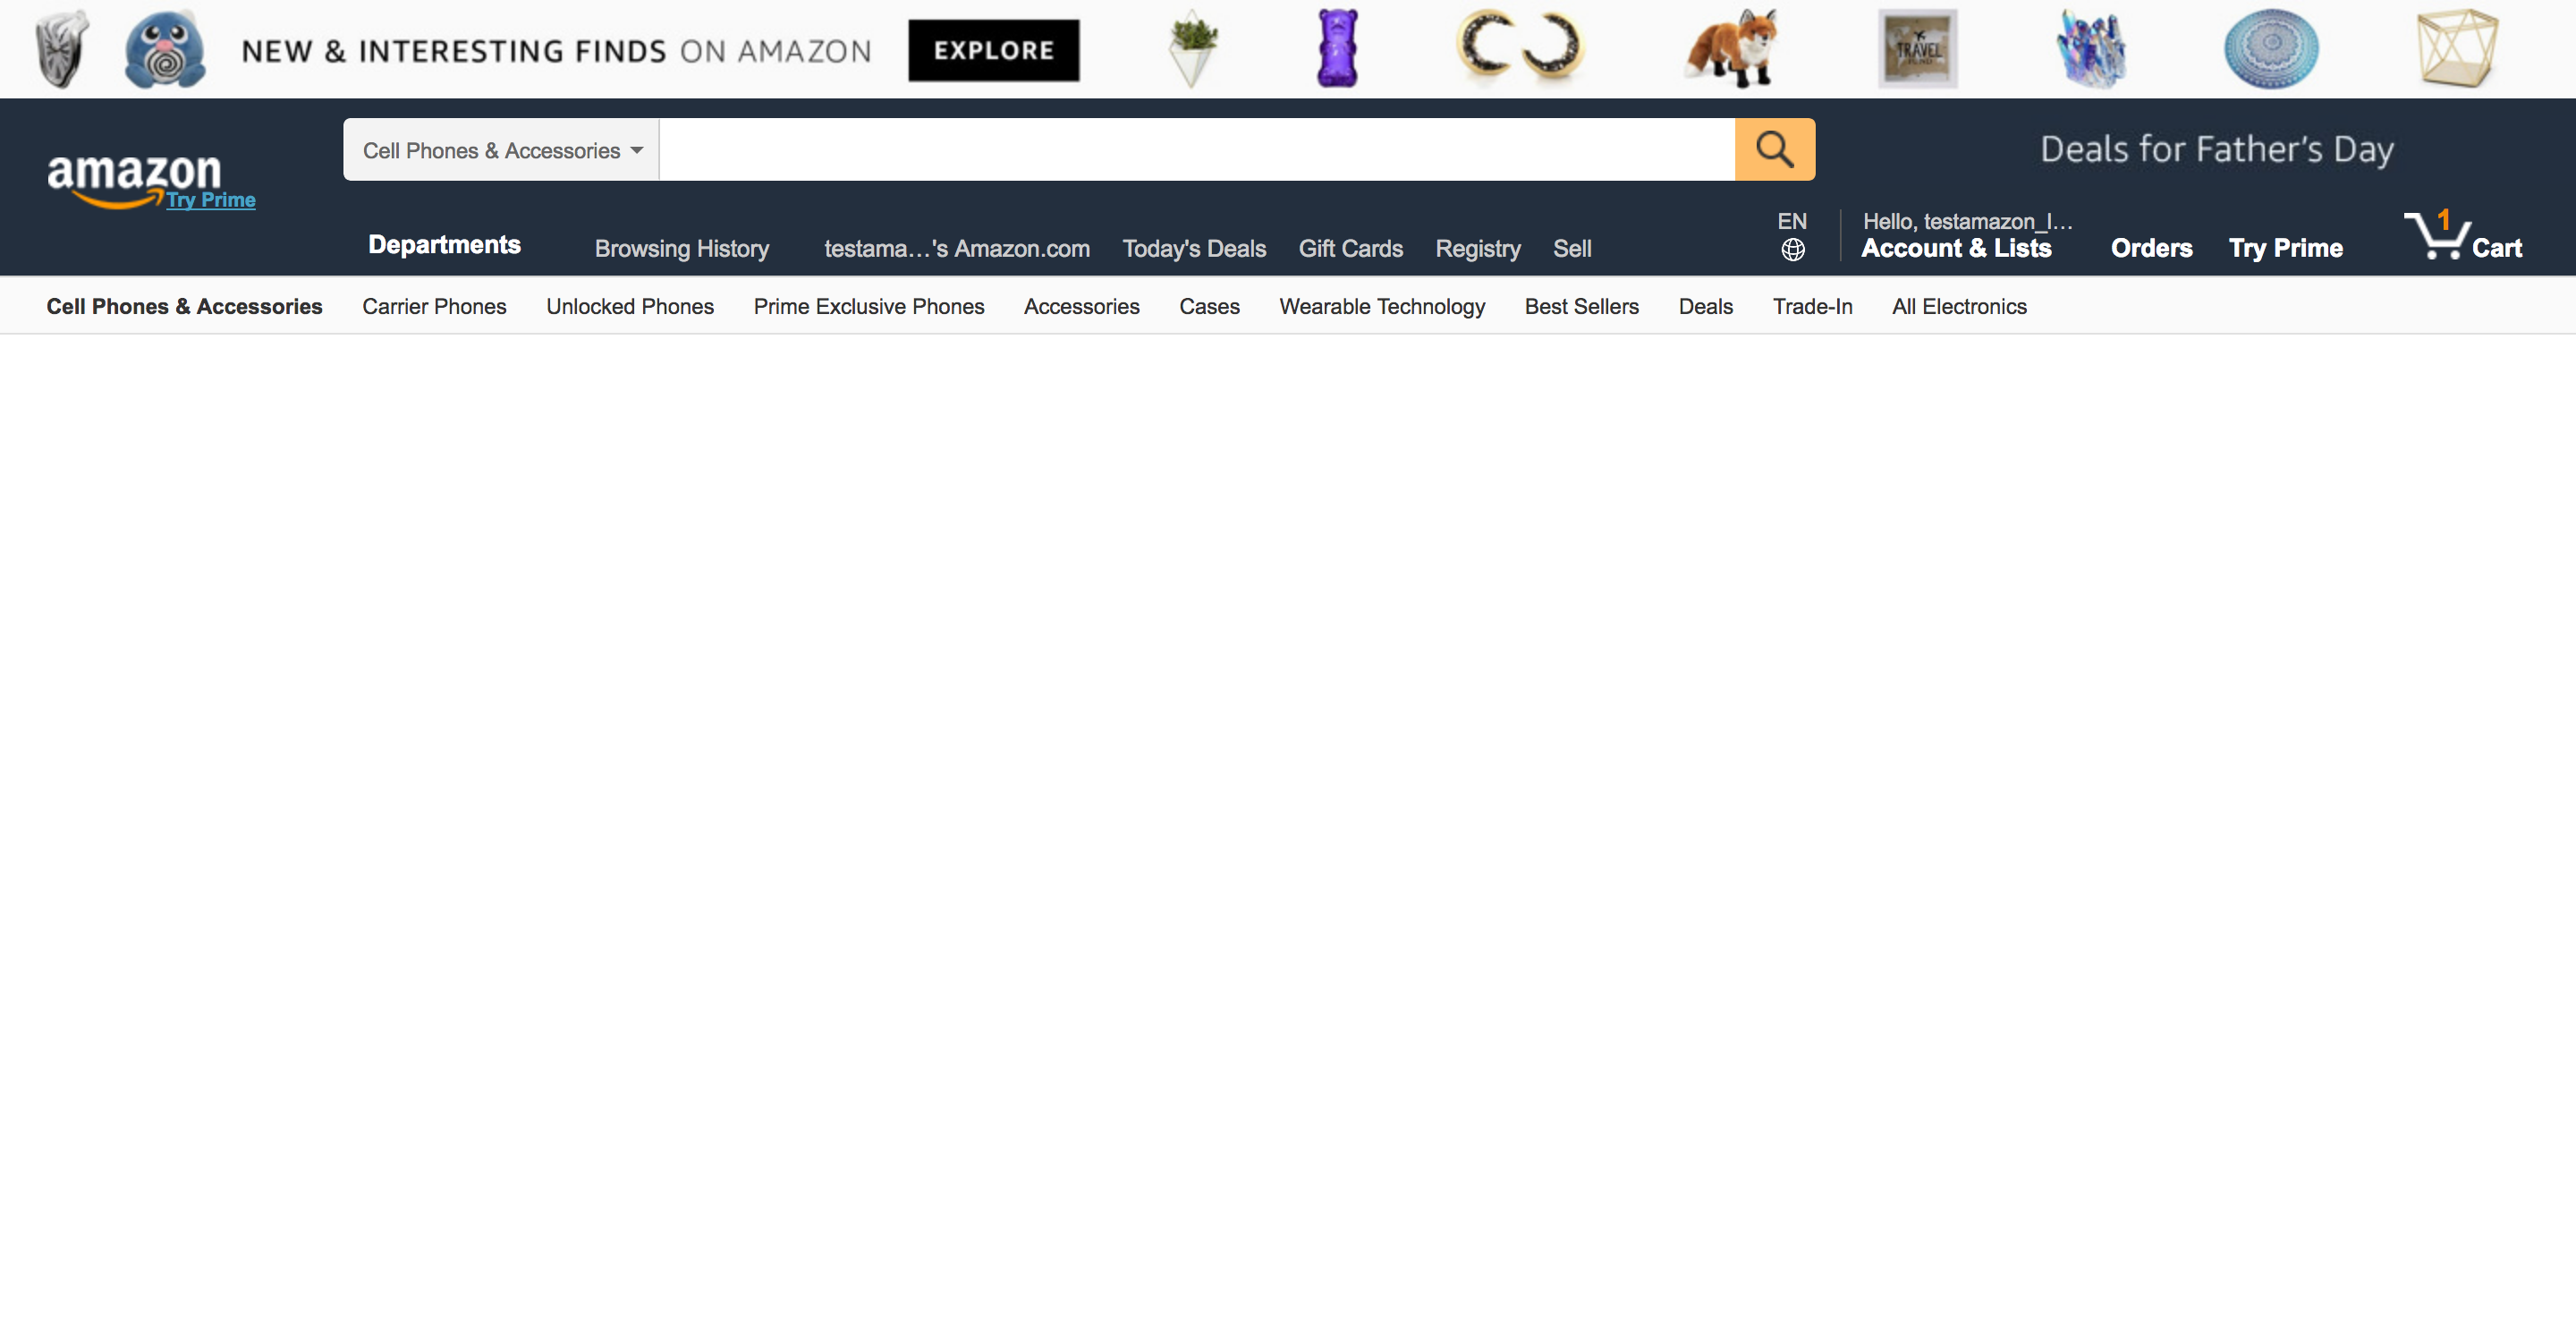 NEW & INTERESTING FINDS ON AMAZON EXPLORE
TRAVEL
FUND
amazon
Try Prime
Cell Phones & Accessories
Deals for Father's Day
Departments
Browsing History testama...'s Amazon.com Today's Deals Gift Cards Registry Sell
EN
Hello, testamazon_l...
Account & Lists
Orders
Try Prime
1
Cart
Cell Phones & Accessories Carrier Phones Unlocked Phones Prime Exclusive Phones Accessories Cases Wearable Technology Best Sellers Deals Trade-In All Electronics